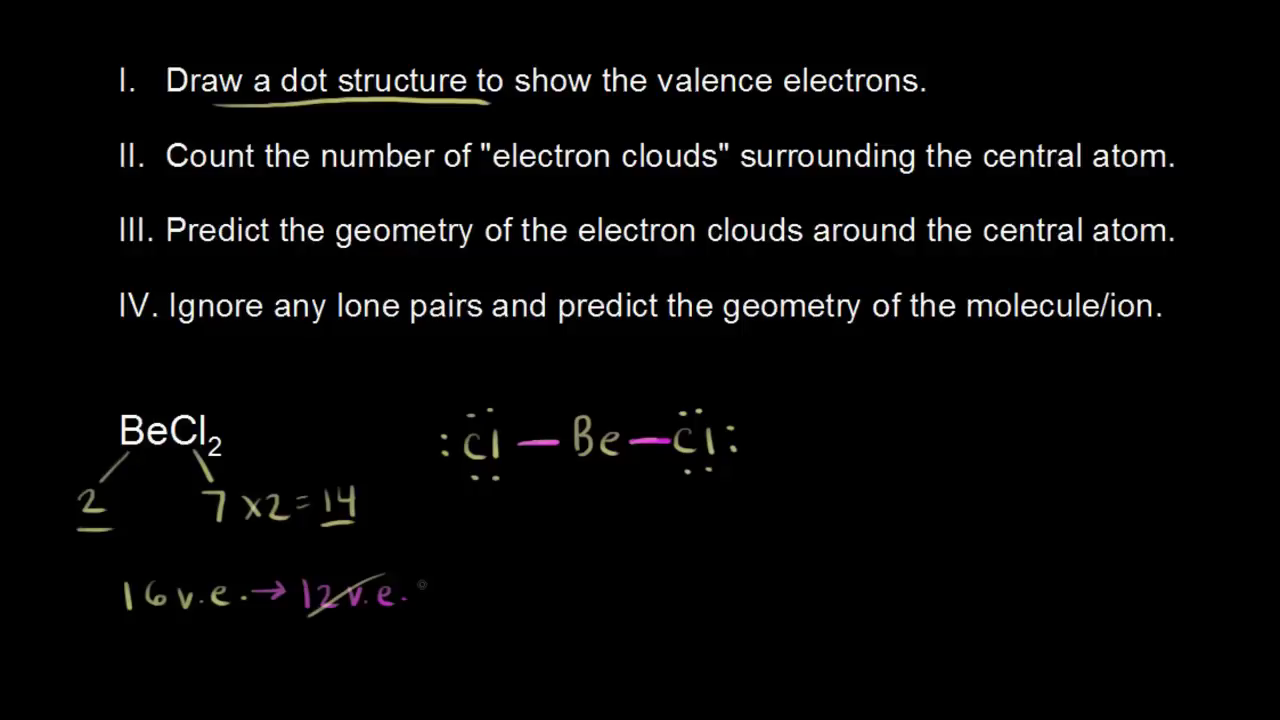 I. Draw a dot structure to show the valence electrons.
II. Count the number of "electron clouds" surrounding the central atom.
III. Predict the geometry of the electron clouds around the central atom.
IV. Ignore any lone pairs and predict the geometry of the molecule/ion.
BeCl₂
:Cl — Be — Cl:
2 7 x2 = 14
16 v.e. → 12 v.e.